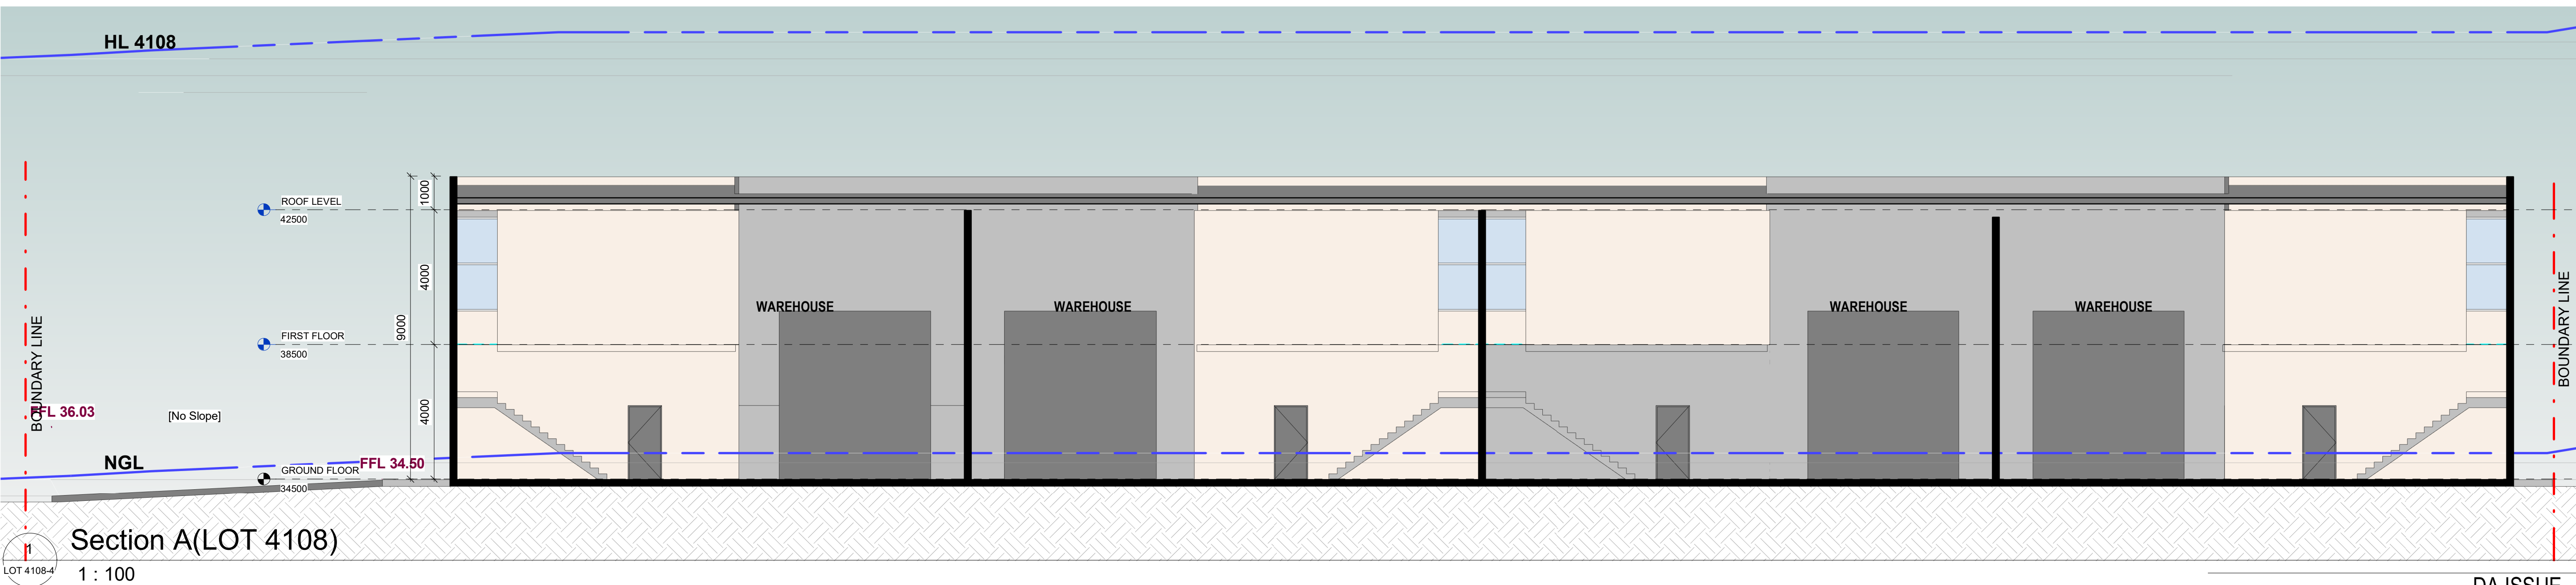 HL 4108
ROOF LEVEL
42500
1000
4000
9000
4000
FIRST FLOOR
38500
WAREHOUSE
WAREHOUSE
WAREHOUSE
WAREHOUSE
BOUNDARY LINE
BOUNDARY LINE
FFL 36.03
[No Slope]
NGL
GROUND FLOOR
34500
FFL 34.50
Section A(LOT 4108)
1
LOT 4108-4
1 : 100
DA ISSUE